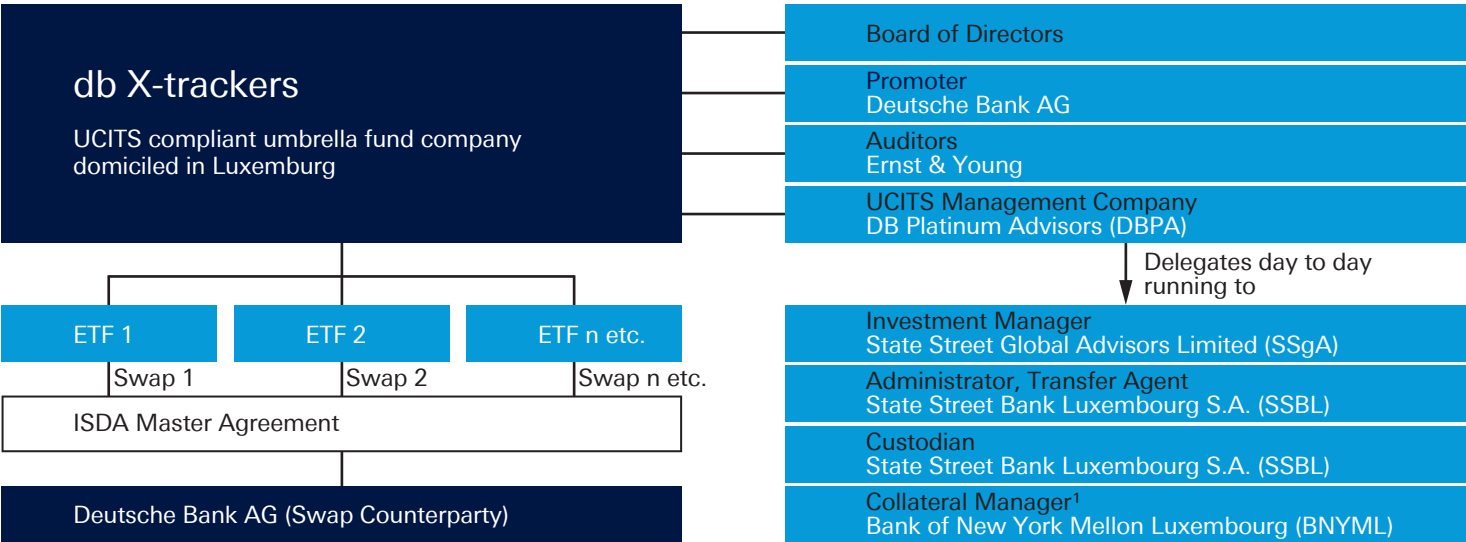 db X-trackers
UCITS compliant umbrella fund company
domiciled in Luxemburg
Board of Directors
Promoter
Deutsche Bank AG
Auditors
Ernst & Young
UCITS Management Company
DB Platinum Advisors (DBPA)
Delegates day to day
running to
ETF 1
ETF 2
ETF n etc.
Swap 1
Swap 2
Swap n etc.
ISDA Master Agreement
Deutsche Bank AG (Swap Counterparty)
Investment Manager
State Street Global Advisors Limited (SSgA)
Administrator, Transfer Agent
State Street Bank Luxembourg S.A. (SSBL)
Custodian
State Street Bank Luxembourg S.A. (SSBL)
Collateral Manager¹
Bank of New York Mellon Luxembourg (BNYML)